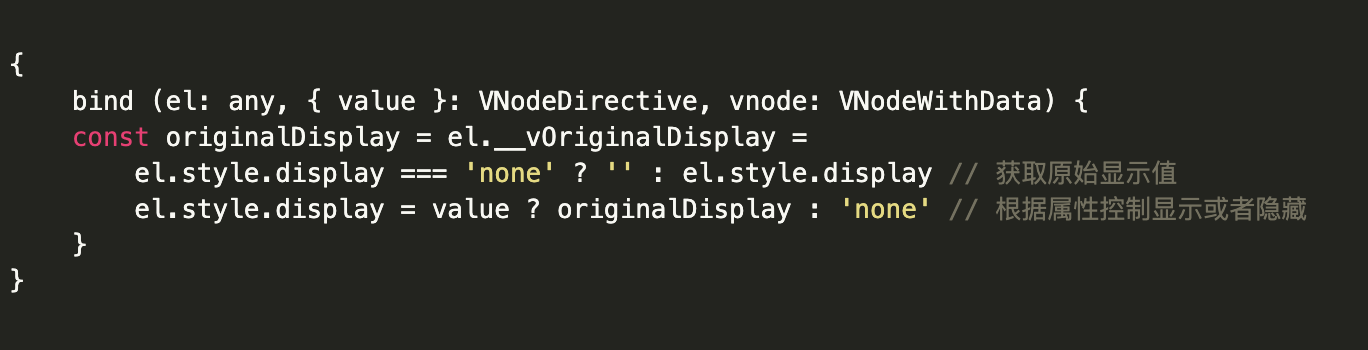 {
    bind (el: any, { value }: VNodeDirective, vnode: VNodeWithData) {
    const originalDisplay = el.__vOriginalDisplay =
        el.style.display === 'none' ? '' : el.style.display // 获取原始显示值
        el.style.display = value ? originalDisplay : 'none' // 根据属性控制显示或者隐藏
    }
}